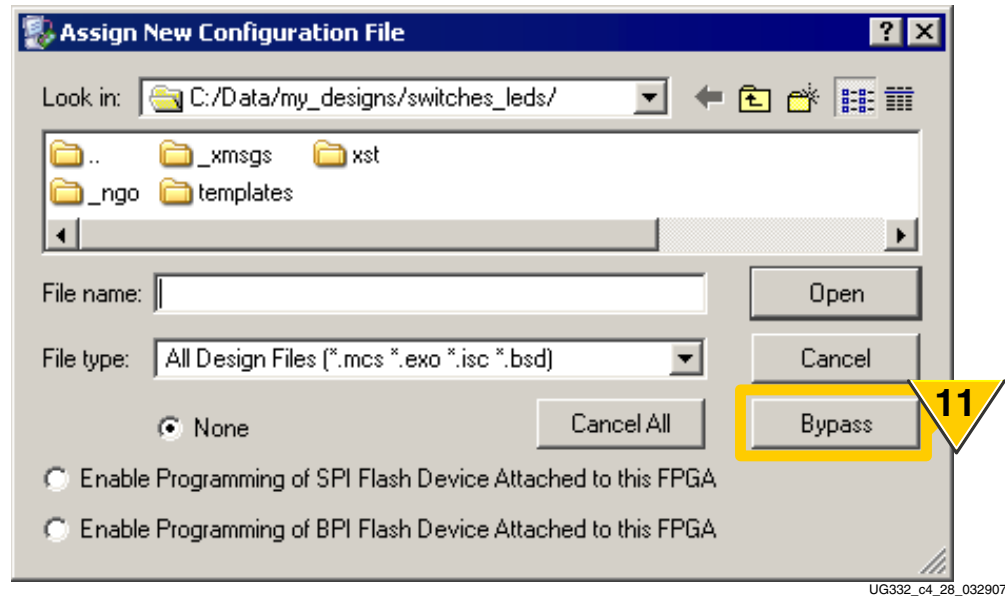 Assign New Configuration File
Look in: C:/Data/my_designs/switches_leds/
.. _xmsgs xst
_ngo templates
File name: Open
File type: All Design Files (*.mcs *.exo *.isc *.bsd) Cancel
None Cancel All Bypass 11
Enable Programming of SPI Flash Device Attached to this FPGA
Enable Programming of BPI Flash Device Attached to this FPGA
UG332_c4_28_032907